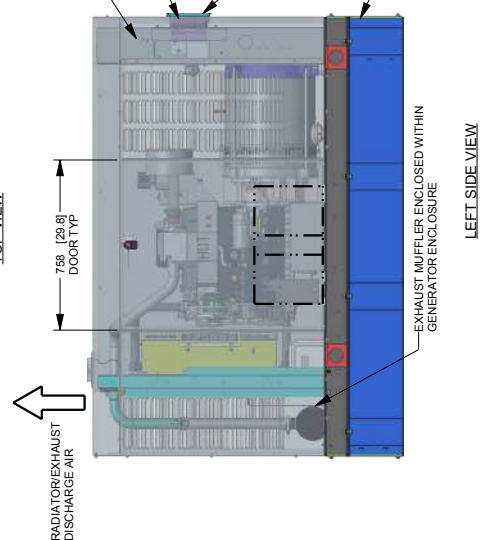 TOP VIEW
758 [29.8]
DOOR TYP
HOT
RADIATOR/EXHAUST
DISCHARGE AIR
EXHAUST MUFFLER ENCLOSED WITHIN
GENERATOR ENCLOSURE
LEFT SIDE VIEW